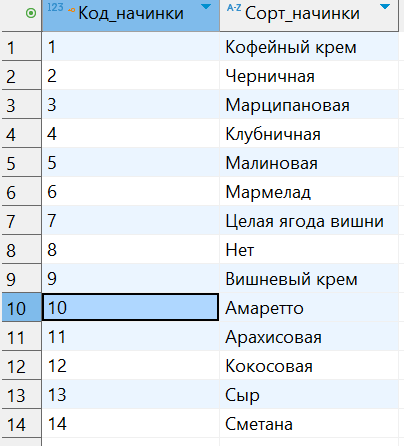 123 Код_начинки A-Z Сорт_начинки
1 1 Кофейный крем
2 2 Черничная
3 3 Марципановая
4 4 Клубничная
5 5 Малиновая
6 6 Мармелад
7 7 Целая ягода вишни
8 8 Нет
9 9 Вишневый крем
10 10 Амаретто
11 11 Арахисовая
12 12 Кокосовая
13 13 Сыр
14 14 Сметана